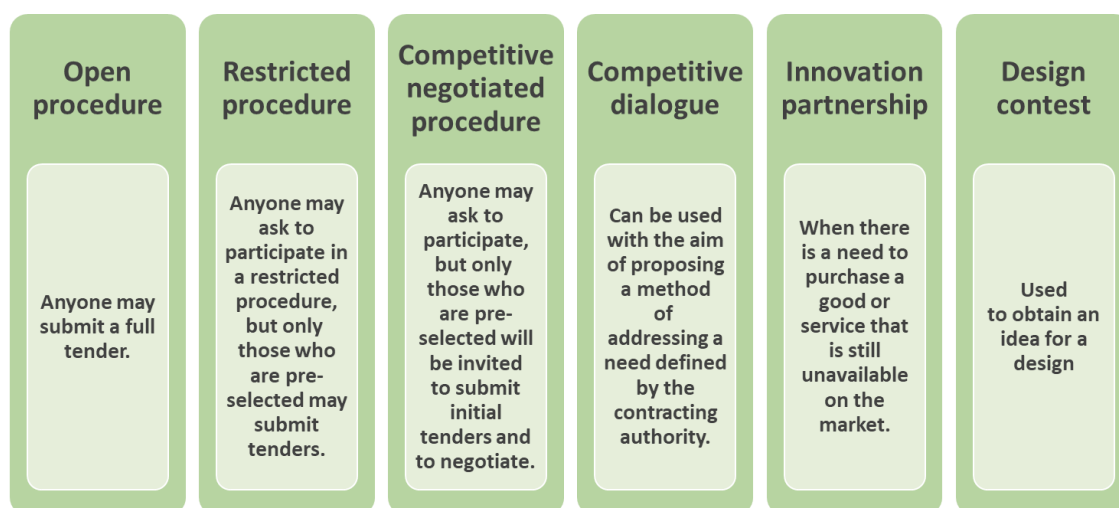 Open
procedure
Anyone may
submit a full
tender.
Restricted
procedure
Anyone may
ask to
participate in
a restricted
procedure,
but only
those who
are pre-
selected may
submit
tenders.
Competitive
negotiated
procedure
Anyone may
ask to
participate,
but only
those who
are pre-
selected will
be invited
to submit
initial
tenders and
to negotiate.
Competitive
dialogue
Can be used
with the aim
of proposing
a method
of
addressing a
need defined
by the
contracting
authority.
Innovation
partnership
When there
is a need to
purchase a
good or
service that
is still
unavailable
on the
market.
Design
contest
Used
to obtain an
idea for a
design